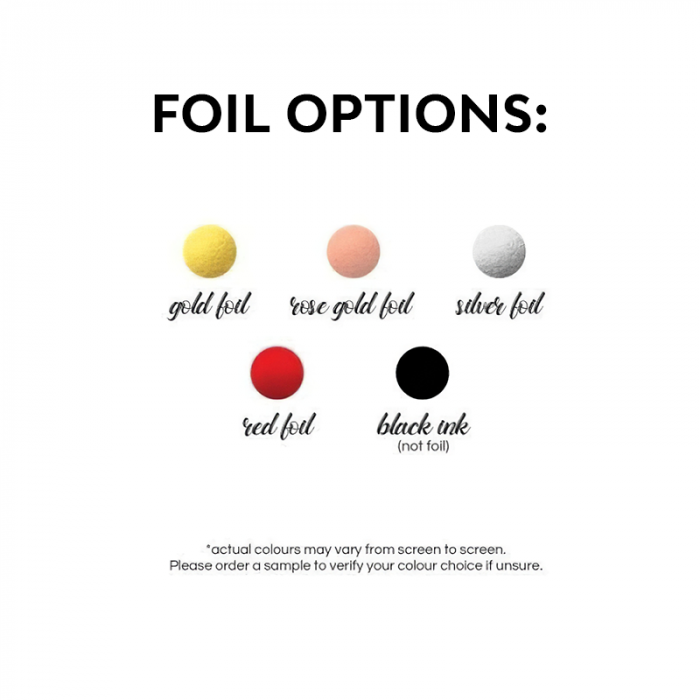 FOIL OPTIONS:
gold foil rose gold foil silver foil
red foil black ink
(not foil)
*actual colours may vary from screen to screen.
Please order a sample to verify your colour choice if unsure.